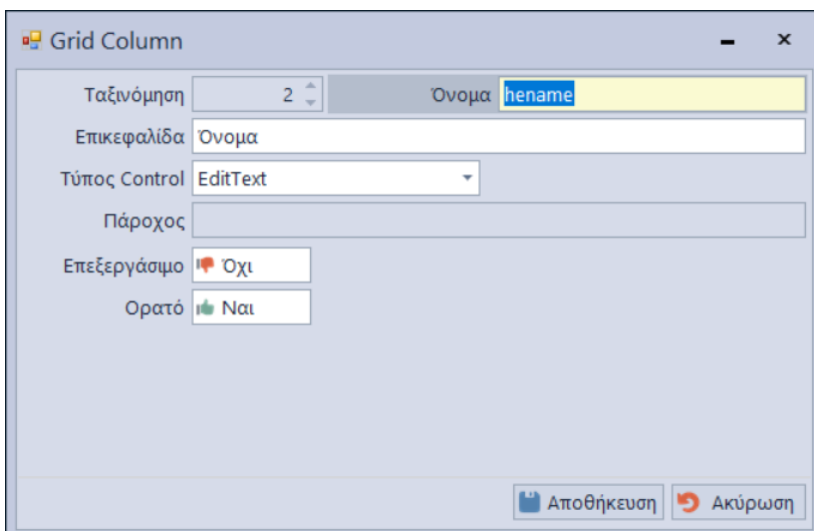 Grid Column
Ταξινόμηση 2 Όνομα hename
Επικεφαλίδα Όνομα
Τύπος Control EditText
Πάροχος
Επεξεργάσιμο Όχι
Ορατό Ναι
Αποθήκευση Ακύρωση